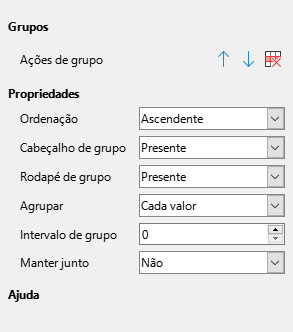 Grupos
Ações de grupo
Propriedades
Ordenação Ascendente
Cabeçalho de grupo Presente
Rodapé de grupo Presente
Agrupar Cada valor
Intervalo de grupo 0
Manter junto Não
Ajuda